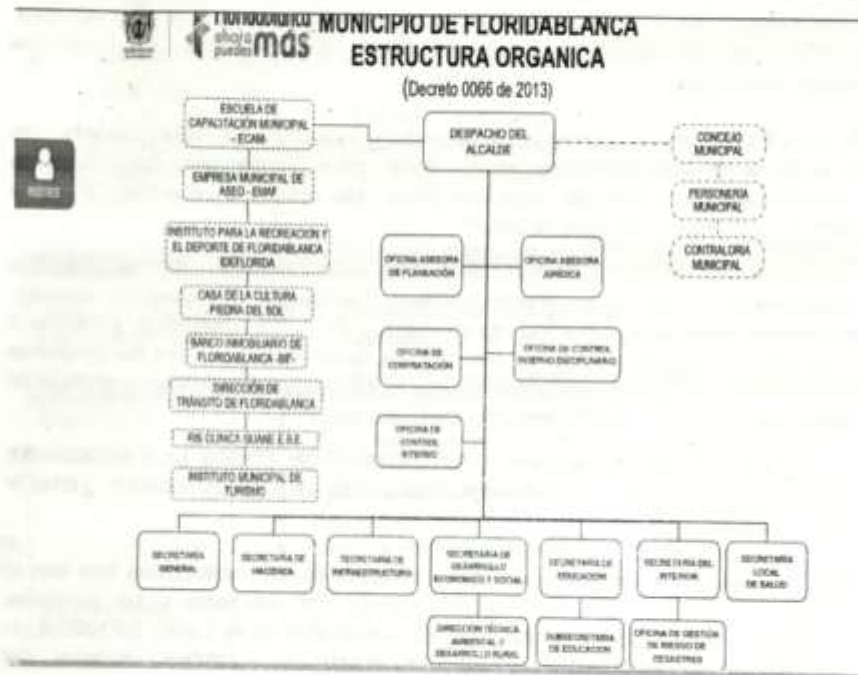 Floridablanca
ahora
puedes más
MUNICIPIO DE FLORIDABLANCA
ESTRUCTURA ORGANICA
(Decreto 0066 de 2013)
ESCUELA DE
CAPACITACIÓN MUNICIPAL
- ECAM
DESPACHO DEL
ALCALDE
CONCEJO
MUNICIPAL
EMPRESA MUNICIPAL DE
ASEO - EMAF
PERSONERIA
MUNICIPAL
INSTITUTO PARA LA RECREACION Y
EL DEPORTE DE FLORIDABLANCA
IDEFLORIDA
CONTRALORIA
MUNICIPAL
OFICINA ASESORA
DE PLANEACIÓN
OFICINA ASESORA
JURÍDICA
CASA DE LA CULTURA
PIEDRA DEL SOL
BANCO INMOBILIARIO DE
FLORIDABLANCA -BIF-
OFICINA DE
CONTRATACIÓN
OFICINA DE CONTROL
INTERNO DISCIPLINARIO
DIRECCIÓN DE
TRÁNSITO DE FLORIDABLANCA
CLINICA GUANE E.S.E
OFICINA DE
CONTROL
INTERNO
INSTITUTO MUNICIPAL DE
TURISMO
SECRETARÍA
GENERAL
SECRETARIA DE
HACIENDA
SECRETARIA DE
INFRAESTRUCTURA
SECRETARIA DE
DESARROLLO
ECONOMICO Y SOCIAL
SECRETARIA DE
EDUCACION
SECRETARIA DEL
INTERIOR
SECRETARÍA
LOCAL
DE SALUD
DIRECCION TÉCNICA
AMBIENTAL Y
DESARROLLO RURAL
SUBSECRETARIA
DE EDUCACION
OFICINA DE GESTIÓN
DE RIESGO DE
DESASTRES